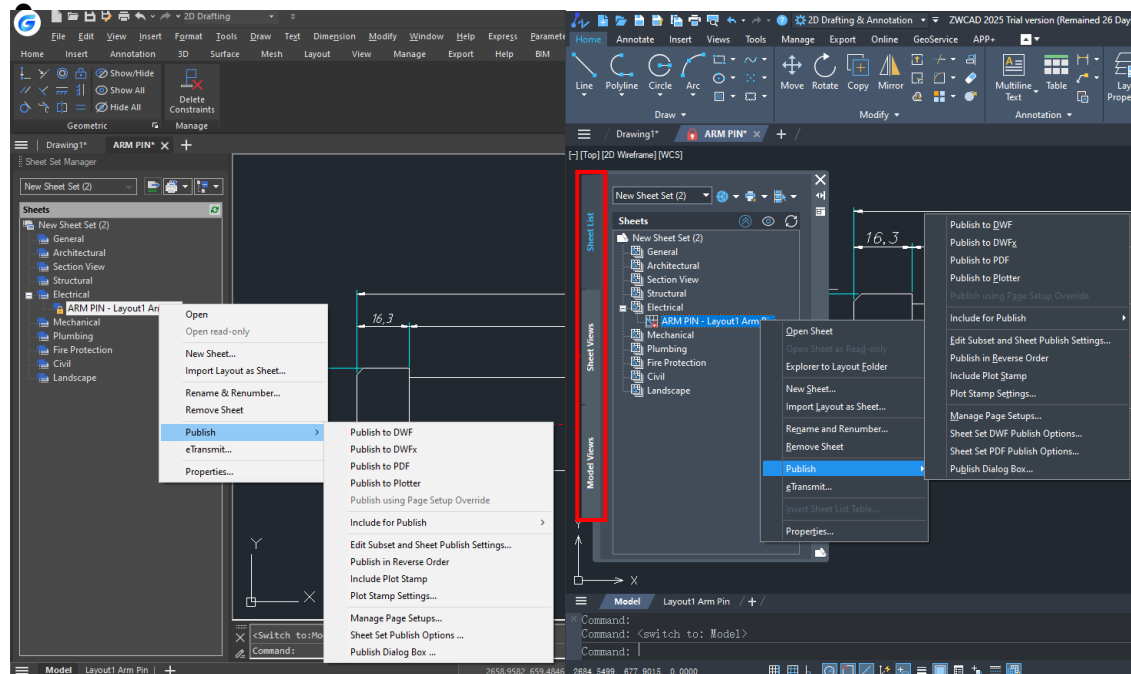 2D Drafting
File Edit View Insert Format Tools Draw Text Dimension Modify Window Help Express Paramete
Home Insert Annotation 3D Surface Mesh Layout View Manage Export Help BIM
Show/Hide
Show All
Hide All
Delete
Constraints
Geometric
Manage
Drawing1*
ARM PIN*
Sheet Set Manager
New Sheet Set (2)
Sheets
New Sheet Set (2)
General
Architectural
Section View
Structural
Electrical
ARM PIN - Layout1 Arm
Mechanical
Plumbing
Fire Protection
Civil
Landscape
16,3
Open
Open read-only
New Sheet...
Import Layout as Sheet...
Rename & Renumber...
Remove Sheet
Publish
eTransmit...
Properties...
Publish to DWF
Publish to DWFx
Publish to PDF
Publish to Plotter
Publish using Page Setup Override
Include for Publish
Edit Subset and Sheet Publish Settings...
Publish in Reverse Order
Include Plot Stamp
Plot Stamp Settings...
Manage Page Setups...
Sheet Set Publish Options ...
Publish Dialog Box ...
Y
X
<Switch to:Mo
Command:
Model Layout1 Arm Pin
2658.9582 659.4846
2D Drafting & Annotation
ZWCAD 2025 Trial version (Remained 26 Day
Home Annotate Insert Views Tools Manage Export Online GeoService APP+
Line Polyline Circle Arc
Move Rotate Copy Mirror
Multiline
Text
Table
Lay
Prope
Draw
Modify
Annotation
Drawing1*
ARM PIN*
[-] [Top] [2D Wireframe] [WCS]
Sheet List
Sheet Views
Model Views
New Sheet Set (2)
Sheets
New Sheet Set (2)
General
Architectural
Section View
Structural
Electrical
ARM PIN - Layout1 Arm
Mechanical
Plumbing
Fire Protection
Civil
Landscape
16,3
Open Sheet
Open Sheet as Read-only
Explorer to Layout Folder
New Sheet...
Import Layout as Sheet...
Rename and Renumber...
Remove Sheet
Publish
eTransmit...
Insert Sheet List Table...
Properties...
Publish to DWF
Publish to DWFx
Publish to PDF
Publish to Plotter
Publish using Page Setup Override
Include for Publish
Edit Subset and Sheet Publish Settings...
Publish in Reverse Order
Include Plot Stamp
Plot Stamp Settings...
Manage Page Setups...
Sheet Set DWF Publish Options...
Sheet Set PDF Publish Options...
Publish Dialog Box...
Y
X
Model Layout1 Arm Pin
Command:
Command: <switch to: Model>
Command:
2684.5499 677.9015 0.0000